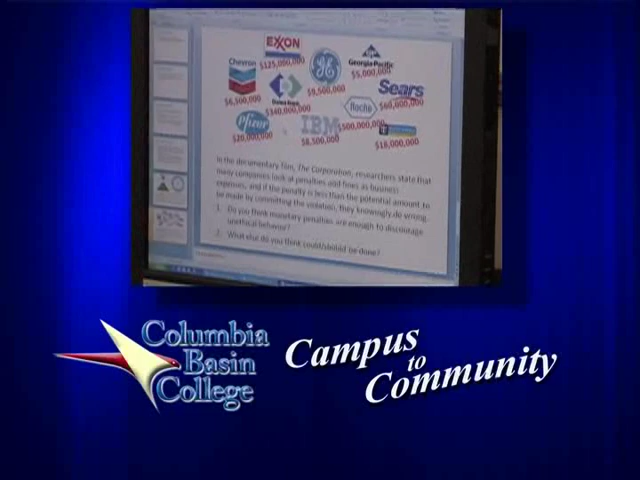 EXXON
$125,000,000
Chevron
$6,500,000
GE
$9,500,000
Georgia-Pacific
$5,000,000
$340,000,000
Sears
$60,000,000
Roche
$500,000,000
Pfizer
$20,000,000
IBM
$8,500,000
$18,000,000
In the documentary film, The Corporation, researchers state that
many companies look at penalties and fines as business
expenses, and if the penalty is less than the potential amount to
be made by committing the violation, they knowingly do wrong.
1. Do you think monetary penalties are enough to discourage
unethical behavior?
2. What else do you think could/should be done?
Columbia
Basin
College
Campus
to
Community